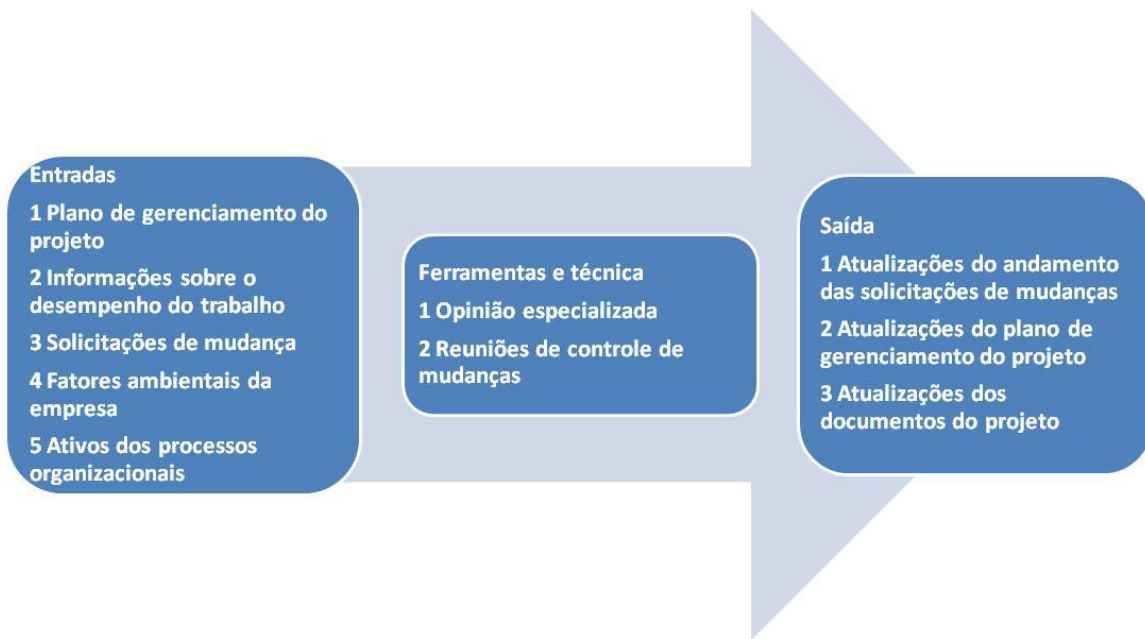 Entradas
1 Plano de gerenciamento do
projeto
2 Informações sobre o
desempenho do trabalho
3 Solicitações de mudança
4 Fatores ambientais da
empresa
5 Ativos dos processos
organizacionais
Ferramentas e técnica
1 Opinião especializada
2 Reuniões de controle de
mudanças
Saída
1 Atualizações do andamento
das solicitações de mudanças
2 Atualizações do plano de
gerenciamento do projeto
3 Atualizações dos
documentos do projeto